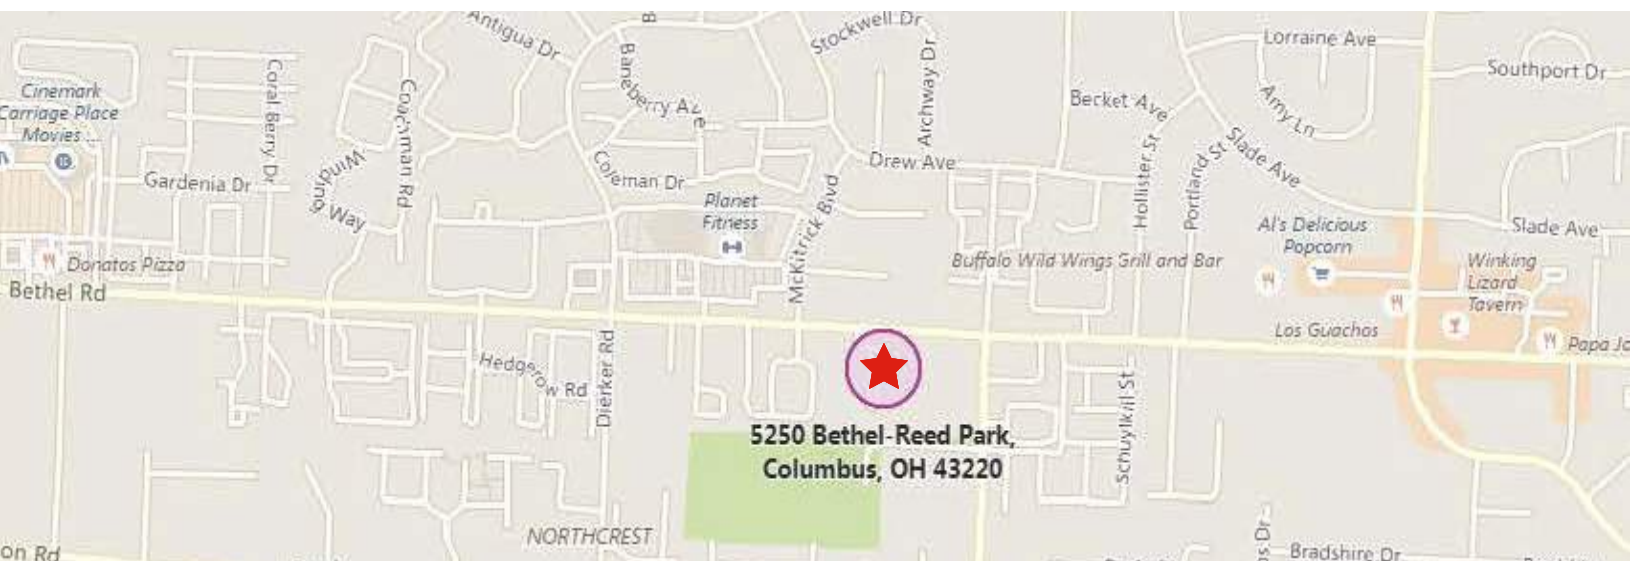 Antigua Dr
B
Stockwell Dr
Lorraine Ave
Southport Dr
Cinemark
Carriage Place
Movies ...
Coral Berry Dr
Coachman Rd
Baneberry Ave
Archway Dr
Becket Ave
Amy Ln
Winding Way
Gardenia Dr
Coleman Dr
Drew Ave
Hollister St
Portland St
Slade Ave
Planet
Fitness
McKitrick Blvd
Al's Delicious
Popcorn
Slade Ave
Donatos Pizza
Buffalo Wild Wings Grill and Bar
Winking
Lizard
Tavern
Bethel Rd
Los Guachos
Papa Jo
Hedgerow Rd
Dierker Rd
Schuylkill St
5250 Bethel-Reed Park,
Columbus, OH 43220
NORTHCREST
on Rd
us Dr
Bradshire Dr